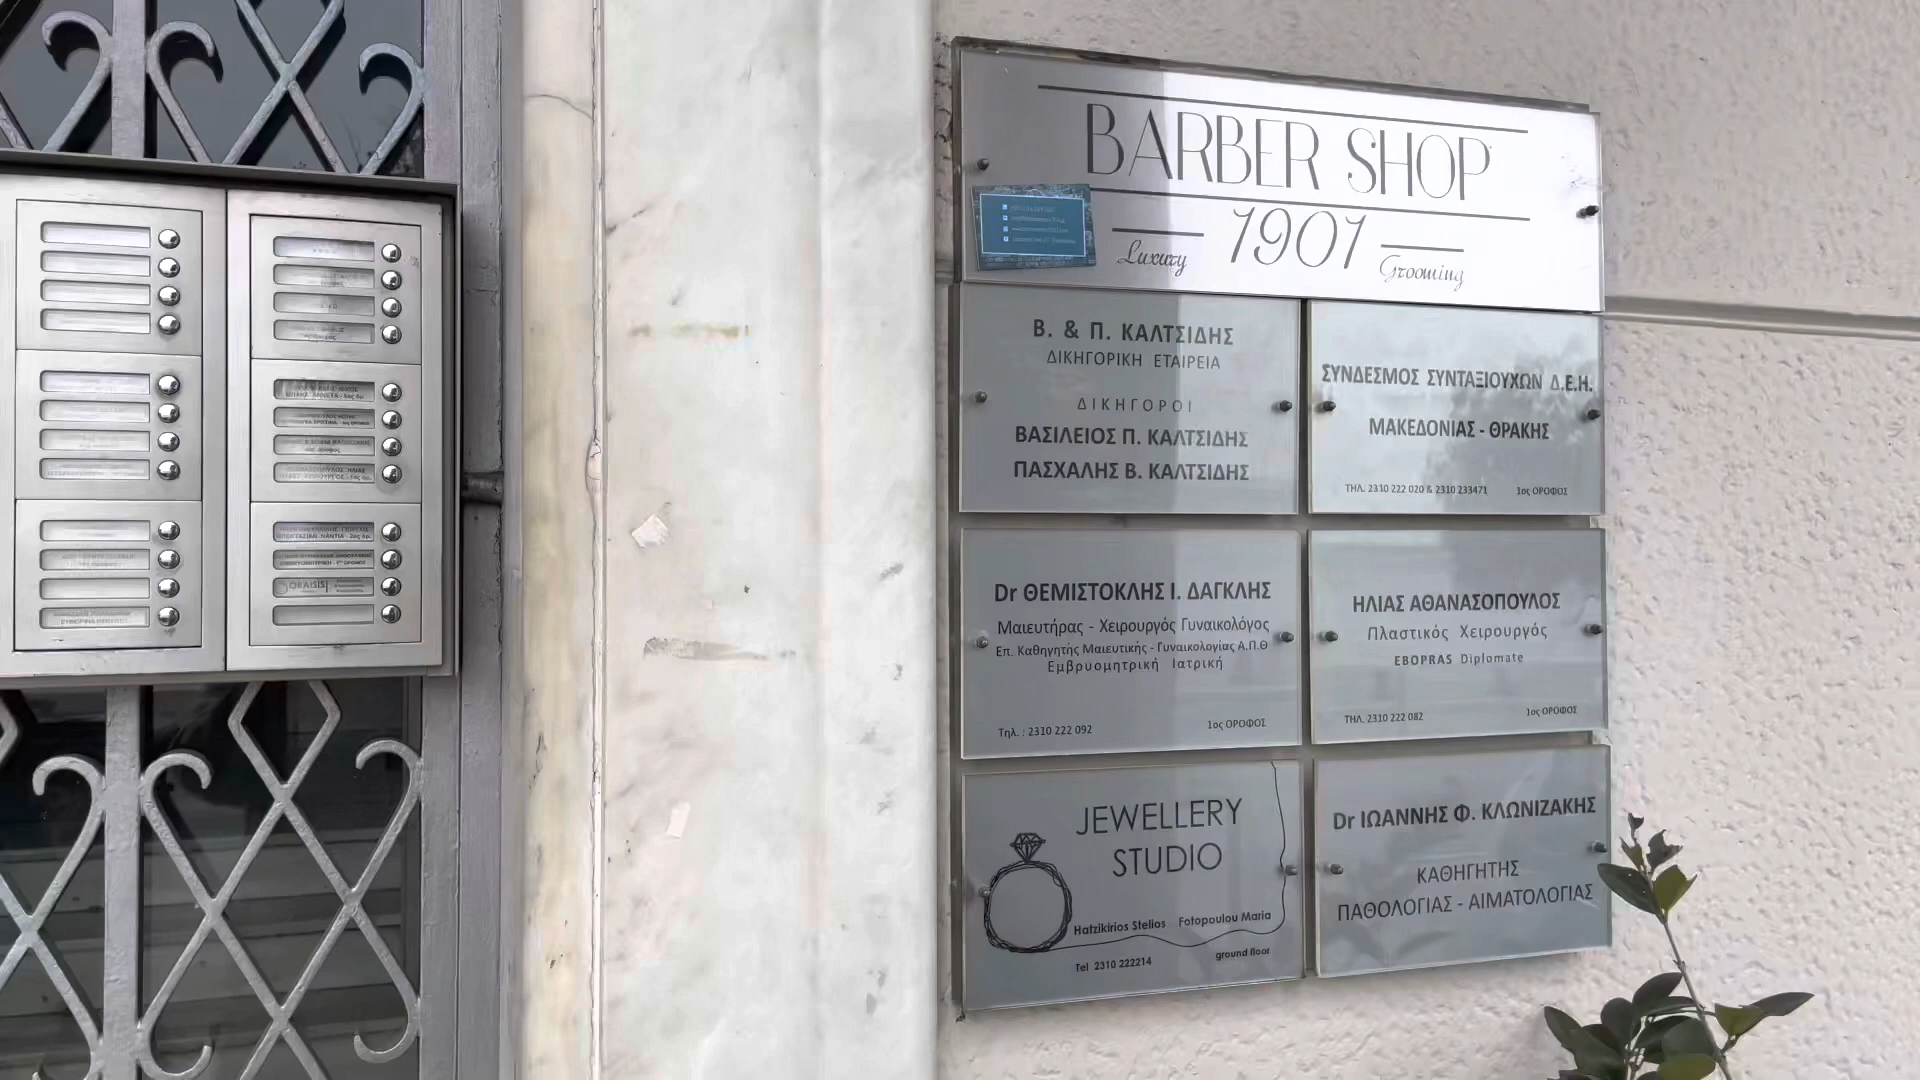 BARBER SHOP
1901
Luxury
Grooming
Β. & Π. ΚΑΛΤΣΙΔΗΣ
ΔΙΚΗΓΟΡΙΚΗ ΕΤΑΙΡΕΙΑ
ΔΙΚΗΓΟΡΟΙ
ΒΑΣΙΛΕΙΟΣ Π. ΚΑΛΤΣΙΔΗΣ
ΠΑΣΧΑΛΗΣ Β. ΚΑΛΤΣΙΔΗΣ
ΣΥΝΔΕΣΜΟΣ ΣΥΝΤΑΞΙΟΥΧΩΝ Δ.Ε.Η.
ΜΑΚΕΔΟΝΙΑΣ - ΘΡΑΚΗΣ
ΤΗΛ. 2310 222 020 & 2310 233471 1ος ΟΡΟΦΟΣ
Dr ΘΕΜΙΣΤΟΚΛΗΣ Ι. ΔΑΓΚΛΗΣ
Μαιευτήρας - Χειρουργός Γυναικολόγος
Επ. Καθηγητής Μαιευτικής - Γυναικολογίας Α.Π.Θ
Εμβρυομητρική Ιατρική
Τηλ. : 2310 222 092 1ος ΟΡΟΦΟΣ
ΗΛΙΑΣ ΑΘΑΝΑΣΟΠΟΥΛΟΣ
Πλαστικός Χειρουργός
EBOPRAS Diplomate
ΤΗΛ. 2310 222 082 1ος ΟΡΟΦΟΣ
JEWELLERY
STUDIO
Hatzikirios Stelios Fotopoulou Maria
ground floor
Tel 2310 222214
Dr ΙΩΑΝΝΗΣ Φ. ΚΛΩΝΙΖΑΚΗΣ
ΚΑΘΗΓΗΤΗΣ
ΠΑΘΟΛΟΓΙΑΣ - ΑΙΜΑΤΟΛΟΓΙΑΣ